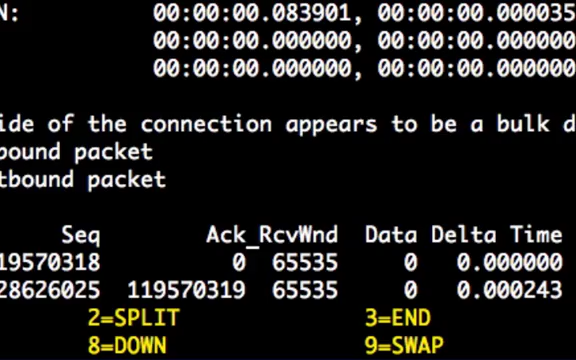 N: 00:00:00.083901, 00:00:00.000035
00:00:00.000000, 00:00:00.000000
00:00:00.000000, 00:00:00.000000
ide of the connection appears to be a bulk d
bound packet
tbound packet
Seq Ack_RcvWnd Data Delta Time
19570318 0 65535 0 0.000000
28626025 119570319 65535 0 0.000243
2=SPLIT 3=END
8=DOWN 9=SWAP